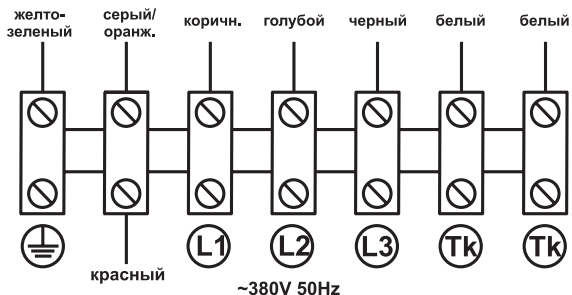 желто-
зеленый
серый/
оранж.
коричн.
голубой
черный
белый
белый
L1
L2
L3
Tk
Tk
красный
~380V 50Hz